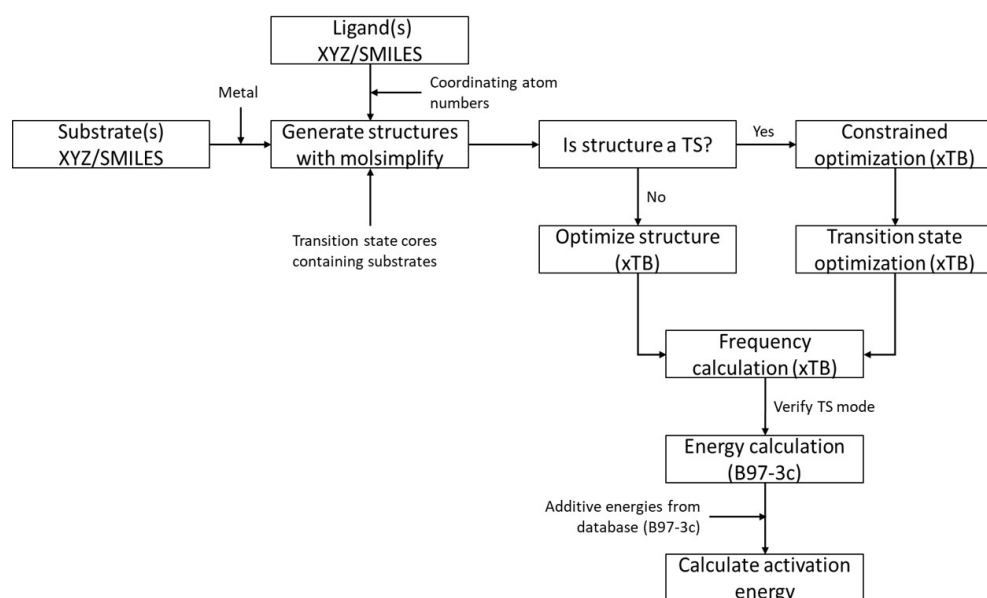 Ligand(s)
XYZ/SMILES
Coordinating atom
numbers
Metal
Substrate(s)
XYZ/SMILES
Generate structures
with molsimplify
Is structure a TS?
Yes
Constrained
optimization (xTB)
No
Transition state cores
containing substrates
Optimize structure
(xTB)
Transition state
optimization (xTB)
Frequency
calculation (xTB)
Verify TS mode
Energy calculation
(B97-3c)
Additive energies from
database (B97-3c)
Calculate activation
energy